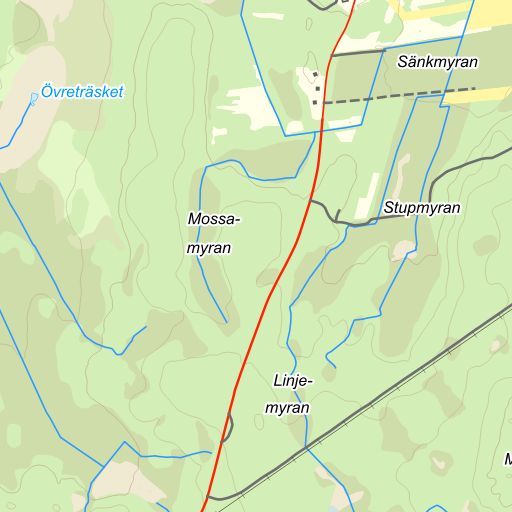 Sänkmyran
Övreträsket
Stupmyran
Mossa-
myran
Linje-
myran
M